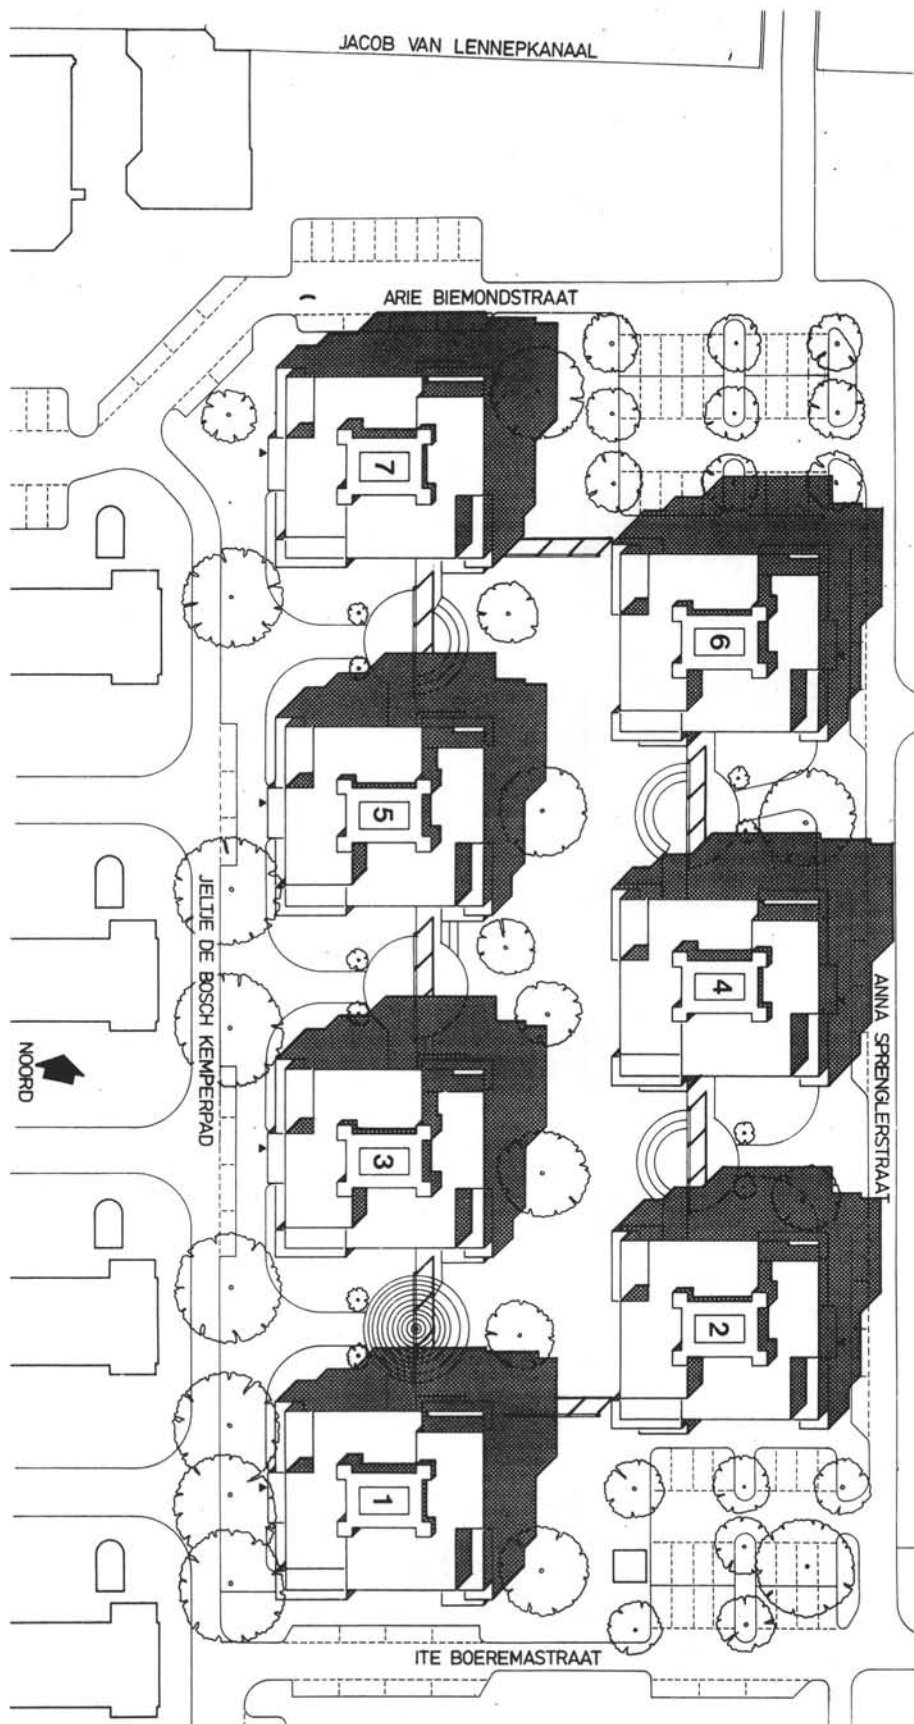 JACOB VAN LENNEPKANAAL
ARIE BIEMONDSTRAAT
7
6
5
4
JELTJE DE BOSCH KEMPERPAD
ANNA SPRENGLERSTRAAT
NOORD
3
2
1
ITE BOEREMASTRAAT